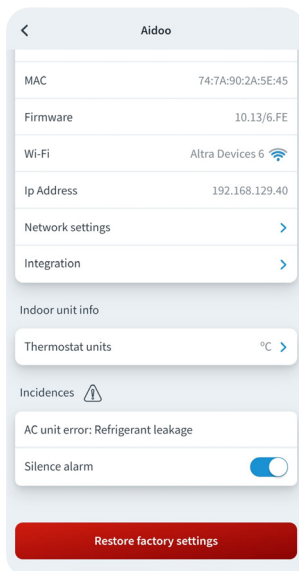 Aidoo
MAC 74:7A:90:2A:5E:45
Firmware 10.13/6.FE
Wi-Fi Altra Devices 6
Ip Address 192.168.129.40
Network settings
Integration
Indoor unit info
Thermostat units ºC
Incidences
AC unit error: Refrigerant leakage
Silence alarm
Restore factory settings